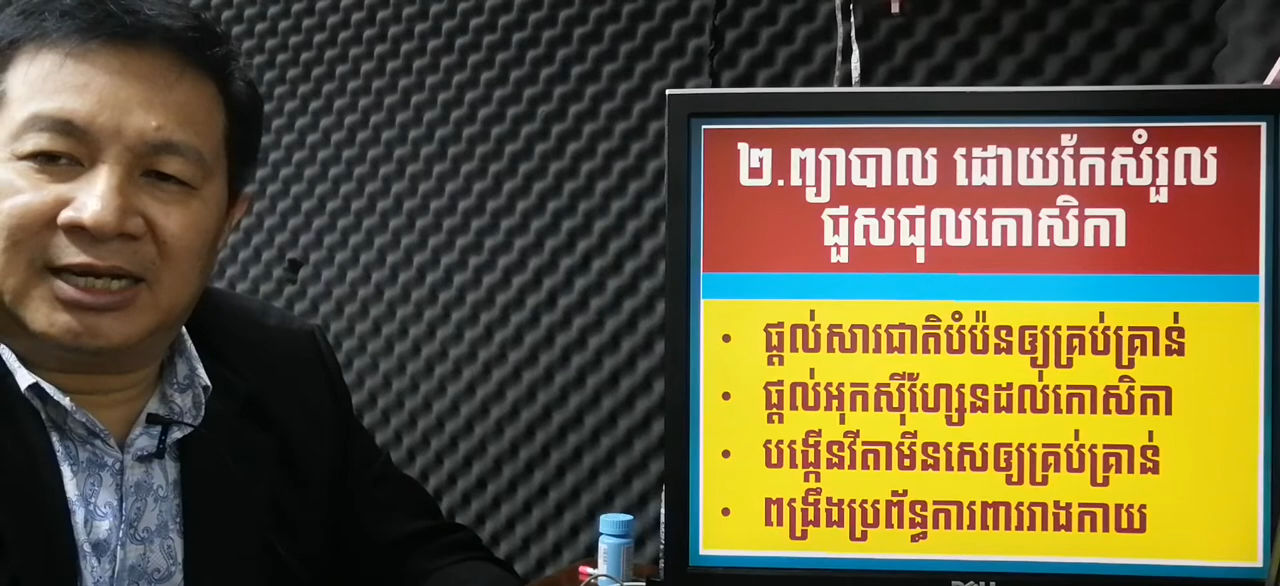 ២.ព្យាបាល ដោយកែសំរួល
ជួសជុលកោសិកា
• ផ្តល់សារជាតិបំប៉នឲ្យគ្រប់គ្រាន់
• ផ្តល់អុកស៊ីហ្សែនដល់កោសិកា
• បង្កើនវីតាមីនសេឲ្យគ្រប់គ្រាន់
• ពង្រឹងប្រព័ន្ធការពាររាងកាយ